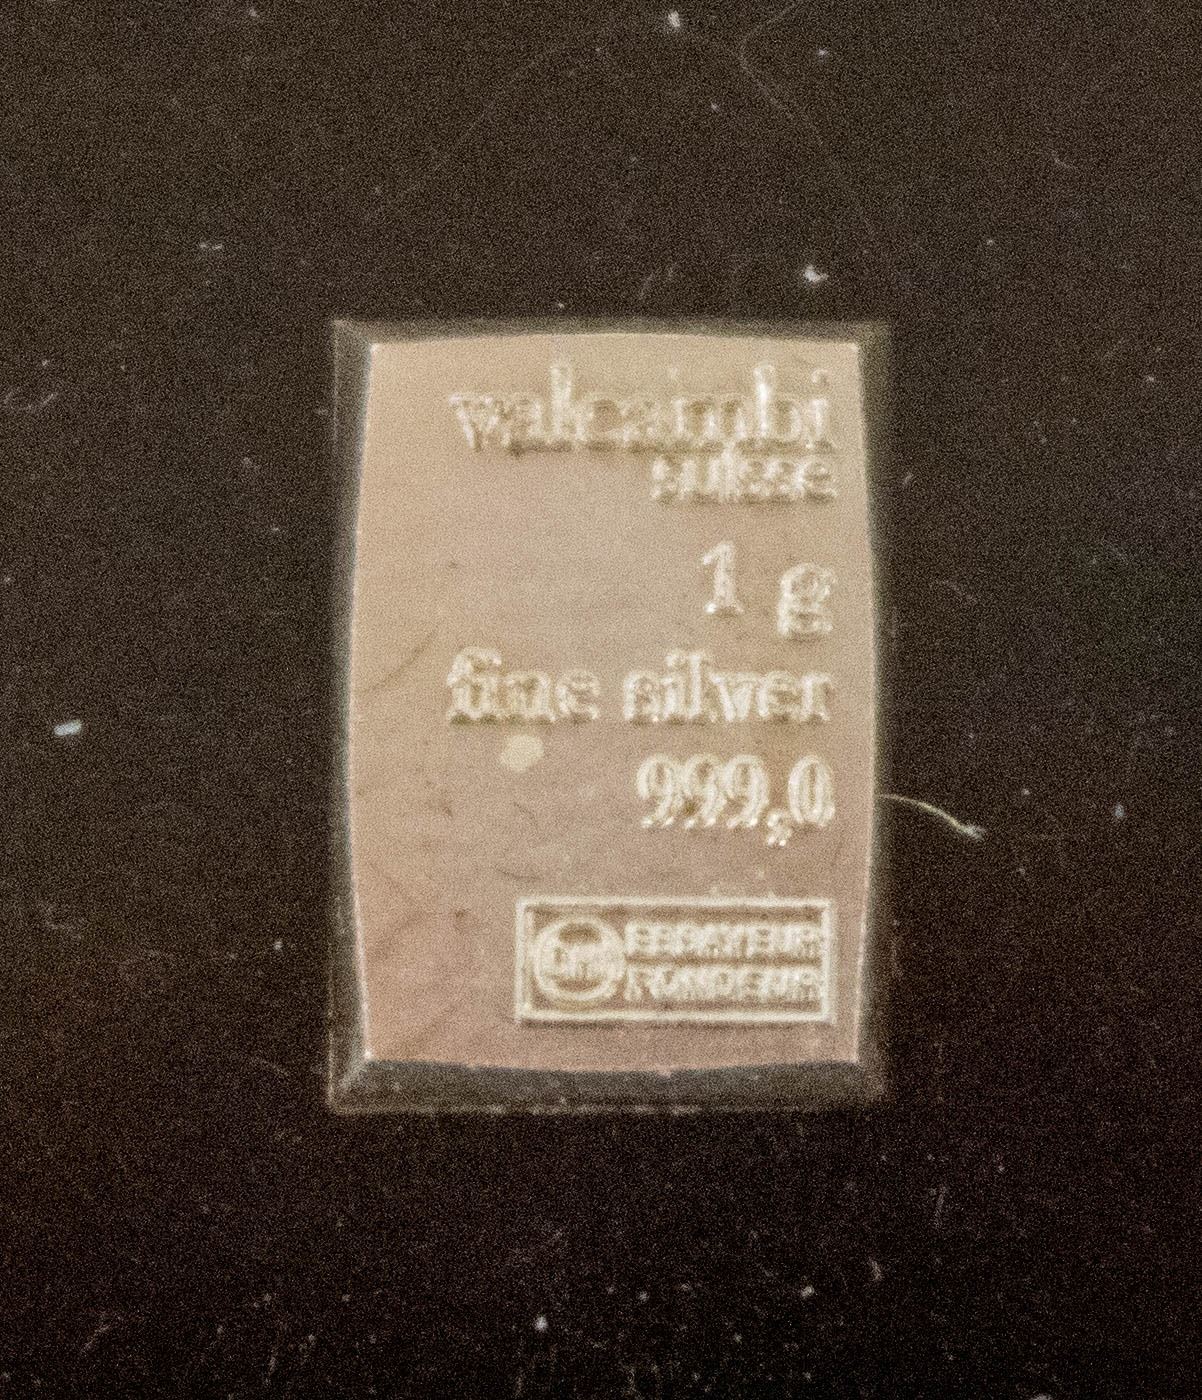 valcambi
suisse
1 g
fine silver
999,0
ESSAYEUR
FONDEUR